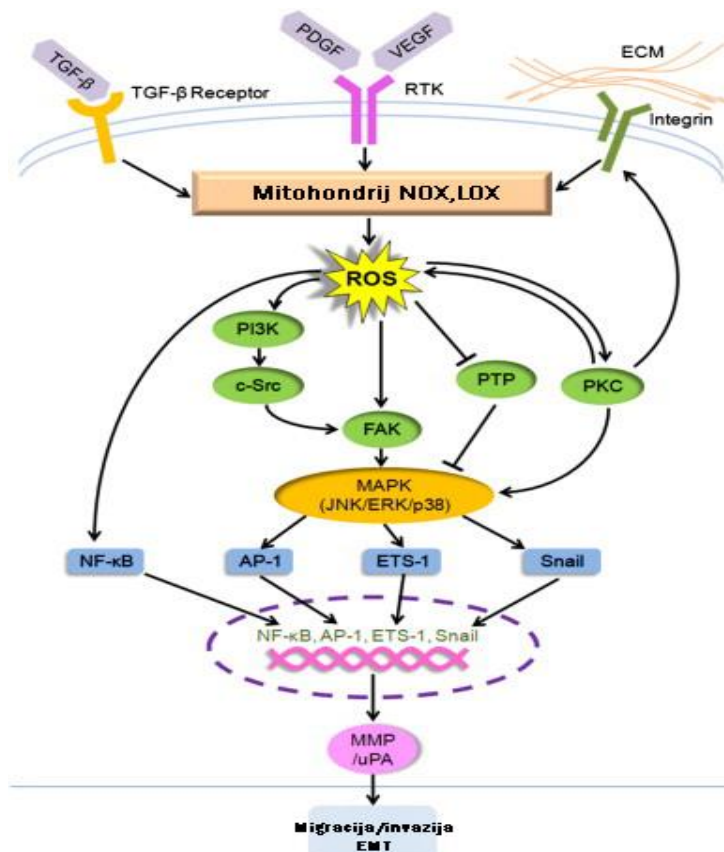 PDGF
VEGF
TGF-β
ECM
TGF-β Receptor
RTK
Integrin
Mitohondrij NOX,LOX
ROS
PI3K
c-Src
PTP
PKC
FAK
MAPK
(JNK/ERK/p38)
NF-κB
AP-1
ETS-1
Snail
NF-κB, AP-1, ETS-1, Snail
MMP
/uPA
Migracija/invazija
EMT